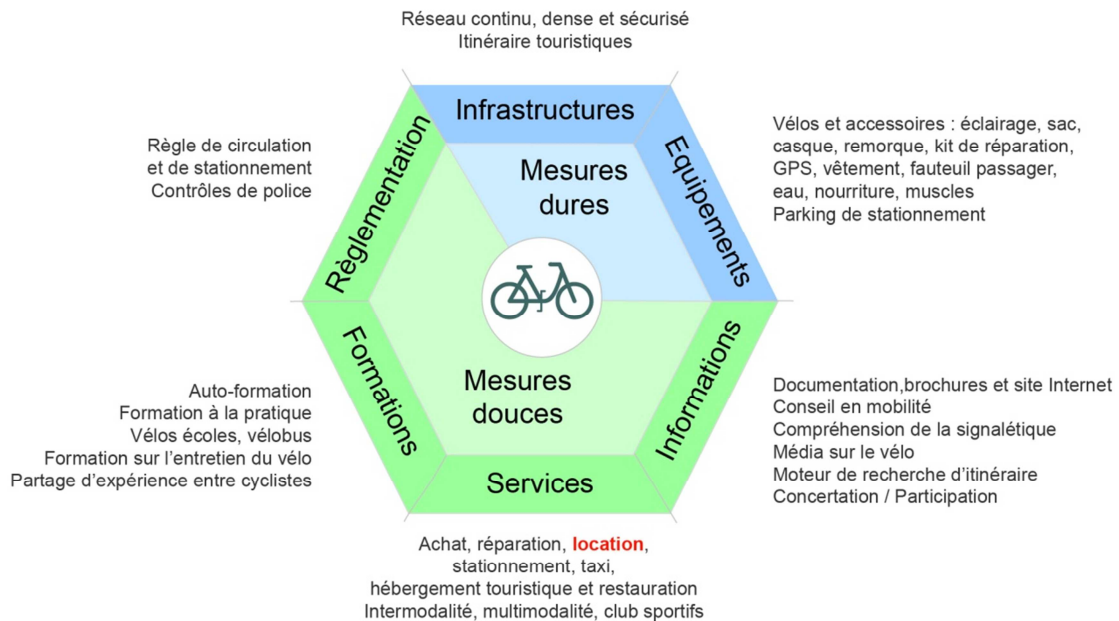 Réseau continu, dense et sécurisé
Itinéraire touristiques
Infrastructures
Mesures
dures
Equipements
Vélos et accessoires : éclairage, sac,
casque, remorque, kit de réparation,
GPS, vêtement, fauteuil passager,
eau, nourriture, muscles
Parking de stationnement
Règle de circulation
et de stationnement
Contrôles de police
Règlementation
Formations
Mesures
douces
Informations
Auto-formation
Formation à la pratique
Vélos écoles, vélobus
Formation sur l’entretien du vélo
Partage d’expérience entre cyclistes
Documentation,brochures et site Internet
Conseil en mobilité
Compréhension de la signalétique
Média sur le vélo
Moteur de recherche d’itinéraire
Concertation / Participation
Services
Achat, réparation, location,
stationnement, taxi,
hébergement touristique et restauration
Intermodalité, multimodalité, club sportifs